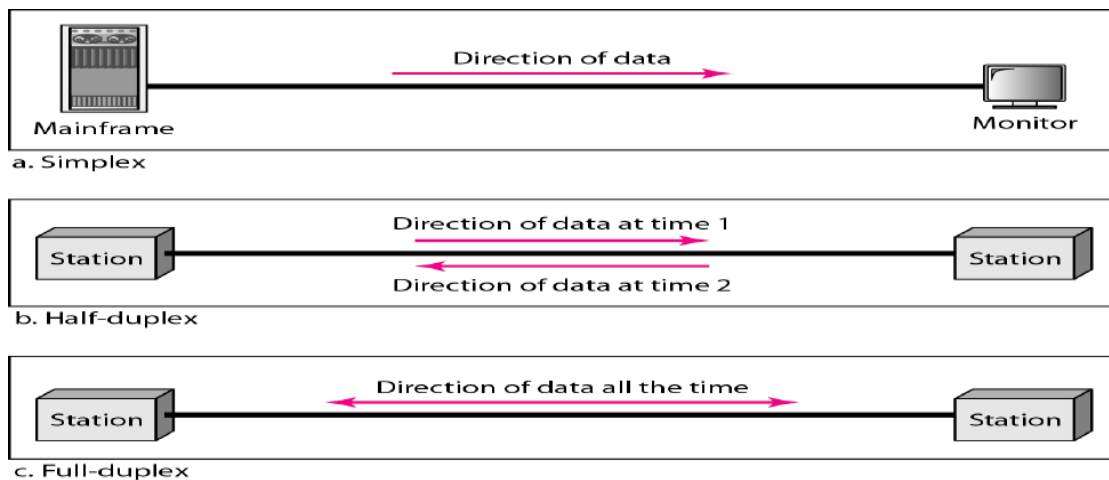 Direction of data
Mainframe
Monitor
a. Simplex
Direction of data at time 1
Station
Station
Direction of data at time 2
b. Half-duplex
Direction of data all the time
Station
Station
c. Full-duplex